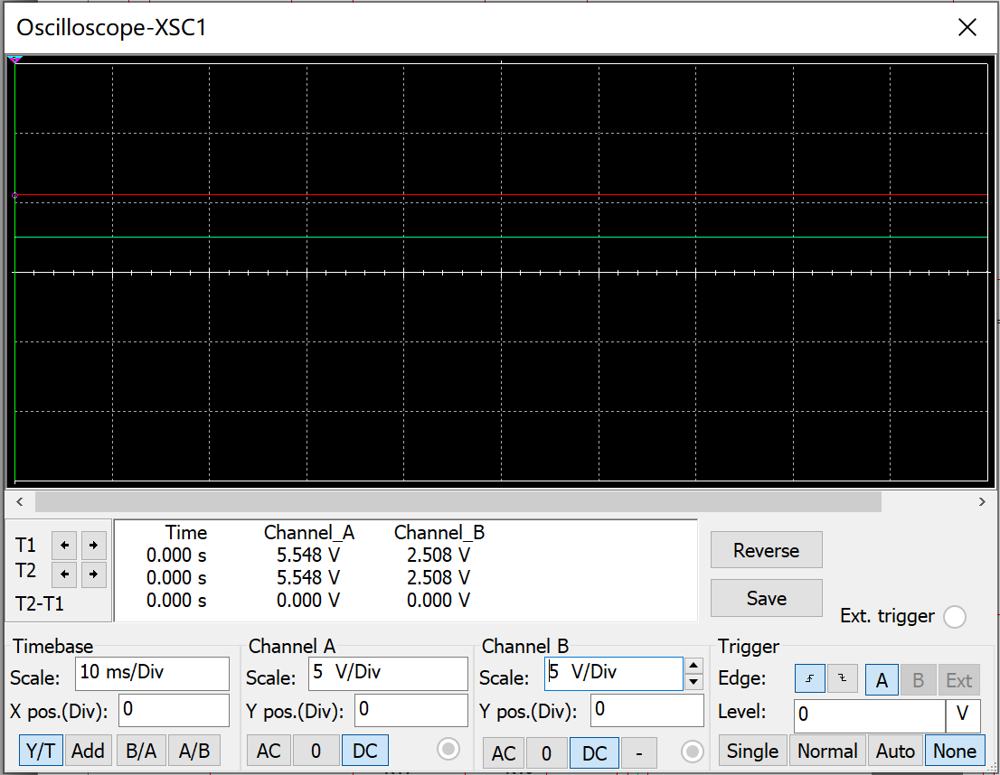 Oscilloscope-XSC1
Time Channel_A Channel_B
T1 0.000 s 5.548 V 2.508 V
T2 0.000 s 5.548 V 2.508 V
T2-T1 0.000 s 0.000 V 0.000 V
Reverse
Save
Ext. trigger
Timebase
Scale: 10 ms/Div
X pos.(Div): 0
Y/T Add B/A A/B
Channel A
Scale: 5 V/Div
Y pos.(Div): 0
AC 0 DC
Channel B
Scale: 5 V/Div
Y pos.(Div): 0
AC 0 DC -
Trigger
Edge: A B Ext
Level: 0 V
Single Normal Auto None